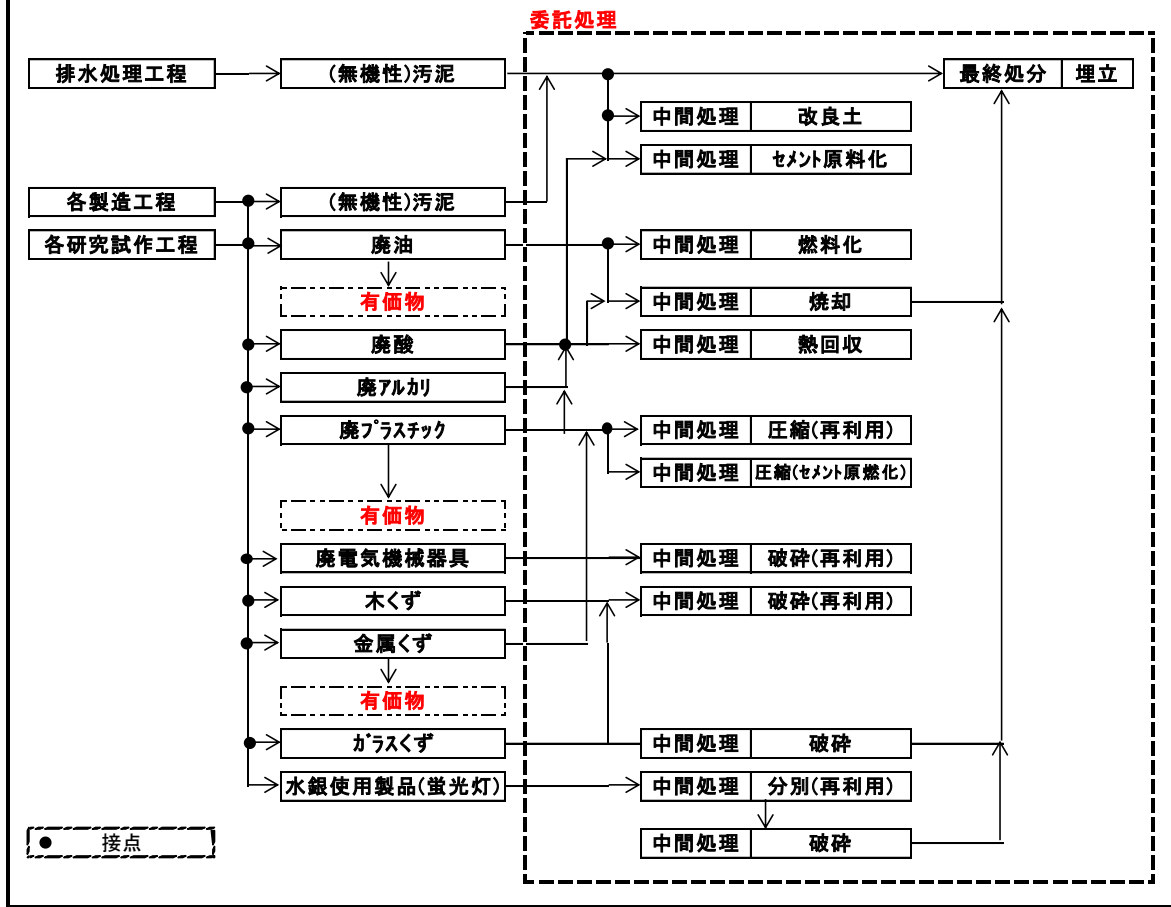 委託処理
排水処理工程 (無機性)汚泥 最終処分 埋立
中間処理 改良土
中間処理 ｾﾒﾝﾄ原料化
各製造工程 (無機性)汚泥
各研究試作工程 廃油 中間処理 燃料化
有価物 中間処理 焼却
廃酸 中間処理 熱回収
廃ｱﾙｶﾘ
廃ﾌﾟﾗｽﾁｯｸ 中間処理 圧縮(再利用)
中間処理 圧縮(ｾﾒﾝﾄ原燃化)
有価物
廃電気機械器具 中間処理 破砕(再利用)
木くず 中間処理 破砕(再利用)
金属くず
有価物
ｶﾞﾗｽくず 中間処理 破砕
水銀使用製品(蛍光灯) 中間処理 分別(再利用)
● 接点 中間処理 破砕